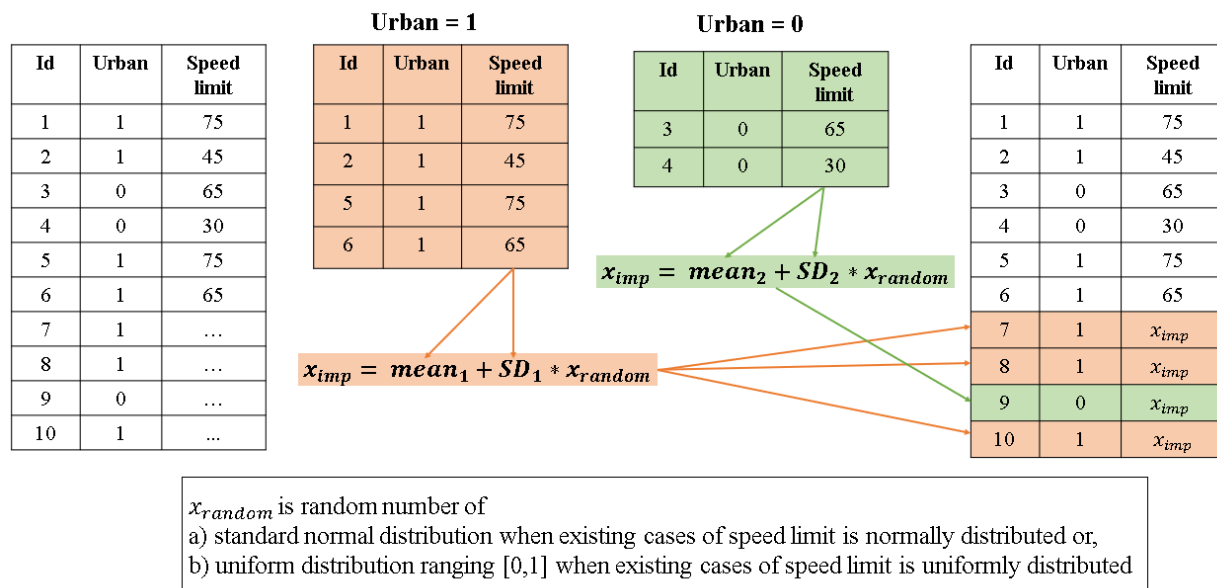 Urban = 1
Urban = 0
Id Urban Speed limit
1 1 75
2 1 45
3 0 65
4 0 30
5 1 75
6 1 65
7 1 …
8 1 …
9 0 …
10 1 ...
Id Urban Speed limit
1 1 75
2 1 45
5 1 75
6 1 65
x_imp = mean_1 + SD_1 * x_random
Id Urban Speed limit
3 0 65
4 0 30
x_imp = mean_2 + SD_2 * x_random
Id Urban Speed limit
1 1 75
2 1 45
3 0 65
4 0 30
5 1 75
6 1 65
7 1 x_imp
8 1 x_imp
9 0 x_imp
10 1 x_imp
x_random is random number of
a) standard normal distribution when existing cases of speed limit is normally distributed or,
b) uniform distribution ranging [0,1] when existing cases of speed limit is uniformly distributed